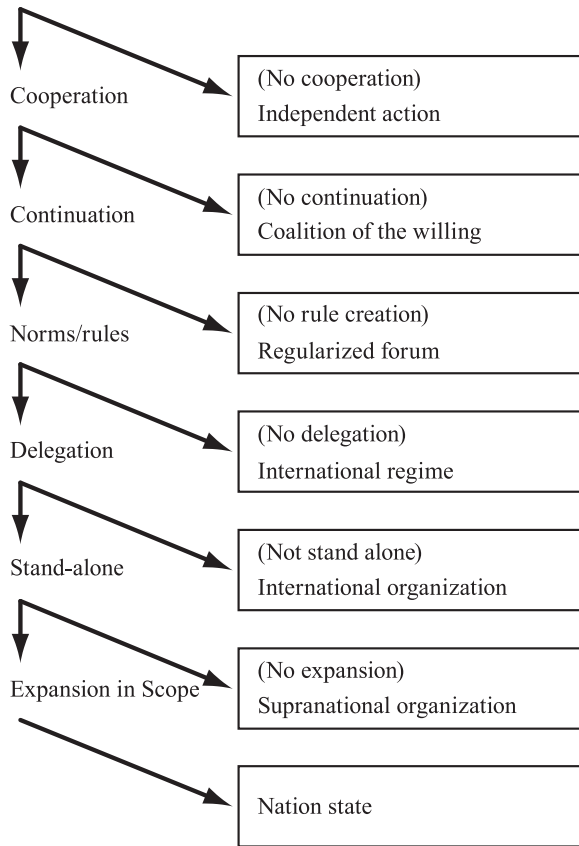 (No cooperation)
Cooperation
Independent action
(No continuation)
Continuation
Coalition of the willing
(No rule creation)
Norms/rules
Regularized forum
(No delegation)
Delegation
International regime
(Not stand alone)
Stand-alone
International organization
(No expansion)
Expansion in Scope
Supranational organization
Nation state